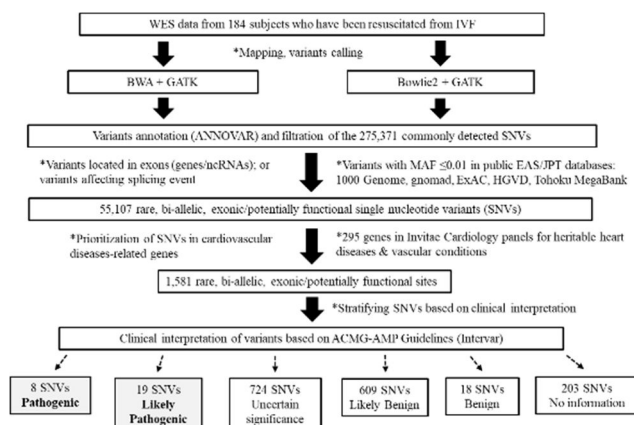 WES data from 184 subjects who have been resuscitated from IVF
*Mapping, variants calling
BWA + GATK
Bowtie2 + GATK
Variants annotation (ANNOVAR) and filtration of the 275,371 commonly detected SNVs
*Variants located in exons (genes/ncRNAs); or
variants affecting splicing event
*Variants with MAF ≤0.01 in public EAS/JPT databases:
1000 Genome, gnomad, ExAC, HGVD, Tohoku MegaBank
55,107 rare, bi-allelic, exonic/potentially functional single nucleotide variants (SNVs)
*Prioritization of SNVs in cardiovascular
diseases-related genes
*295 genes in Invitae Cardiology panels for heritable heart
diseases & vascular conditions
1,581 rare, bi-allelic, exonic/potentially functional sites
*Stratifying SNVs based on clinical interpretation
Clinical interpretation of variants based on ACMG-AMP Guidelines (Intervar)
8 SNVs
Pathogenic
19 SNVs
Likely
Pathogenic
724 SNVs
Uncertain
significance
609 SNVs
Likely Benign
18 SNVs
Benign
203 SNVs
No information